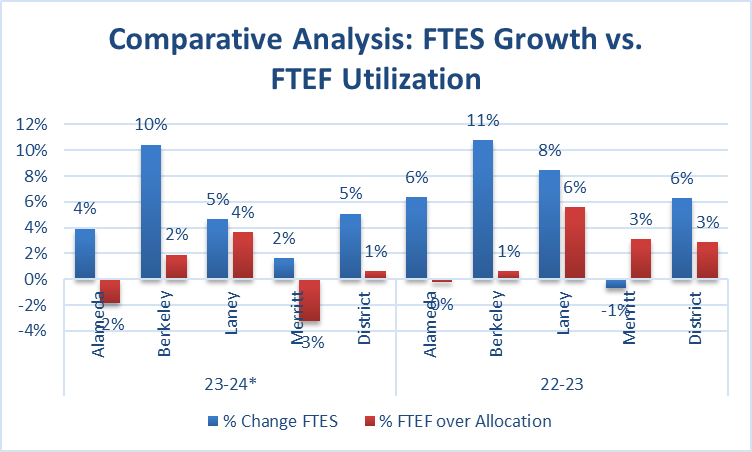 Comparative Analysis: FTES Growth vs.
FTEF Utilization
12%
10%
8%
6%
4%
2%
0%
-2%
-4%
4%
-2%
10%
2%
5%
4%
2%
-3%
5%
1%
6%
-0%
11%
1%
8%
6%
-1%
3%
6%
3%
Alameda
Berkeley
Laney
Merritt
District
Alameda
Berkeley
Laney
Merritt
District
23-24*
22-23
% Change FTES
% FTEF over Allocation